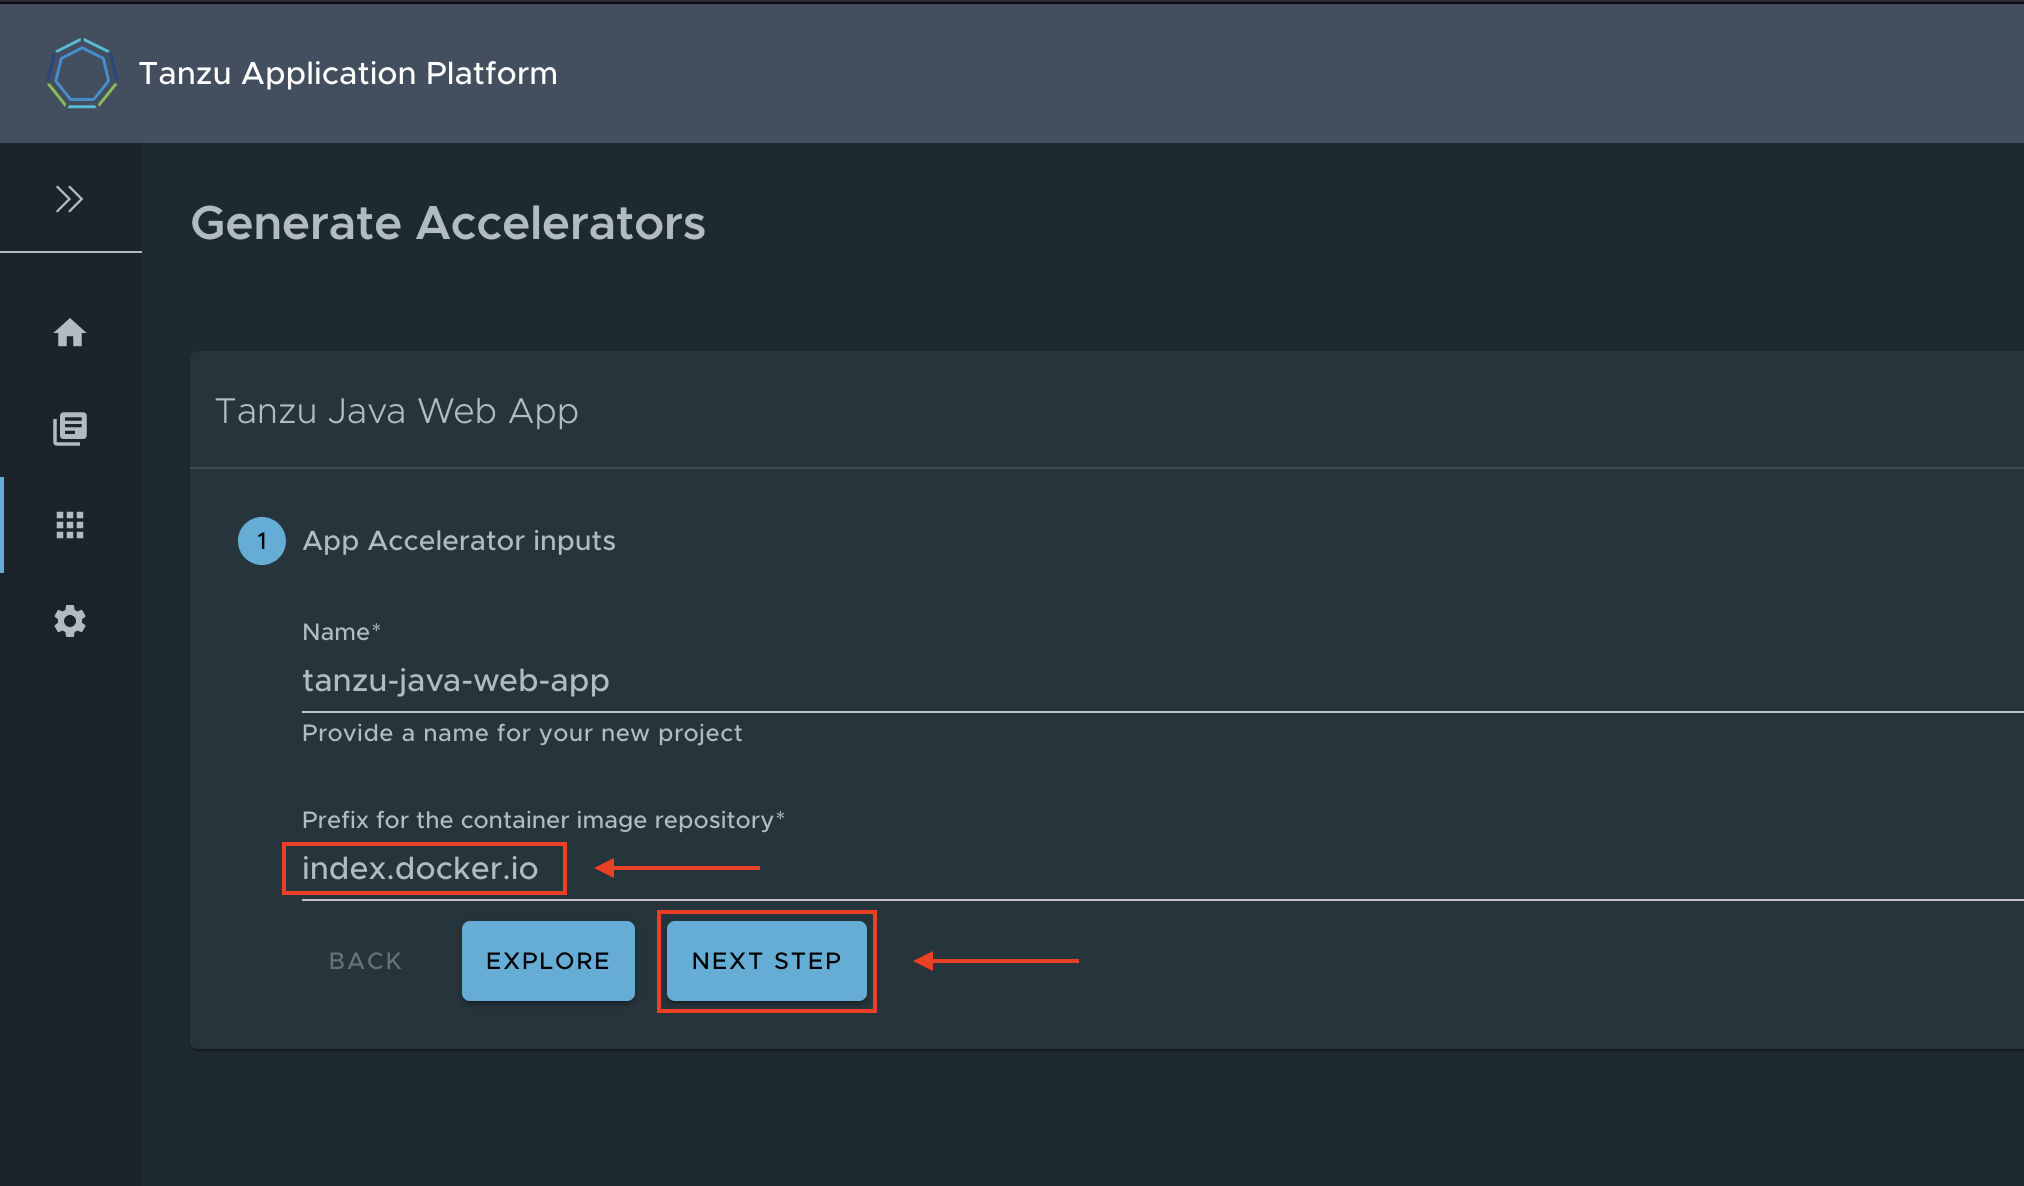 Tanzu Application Platform
Generate Accelerators
Tanzu Java Web App
1 App Accelerator inputs
Name*
tanzu-java-web-app
Provide a name for your new project
Prefix for the container image repository*
index.docker.io
BACK EXPLORE NEXT STEP